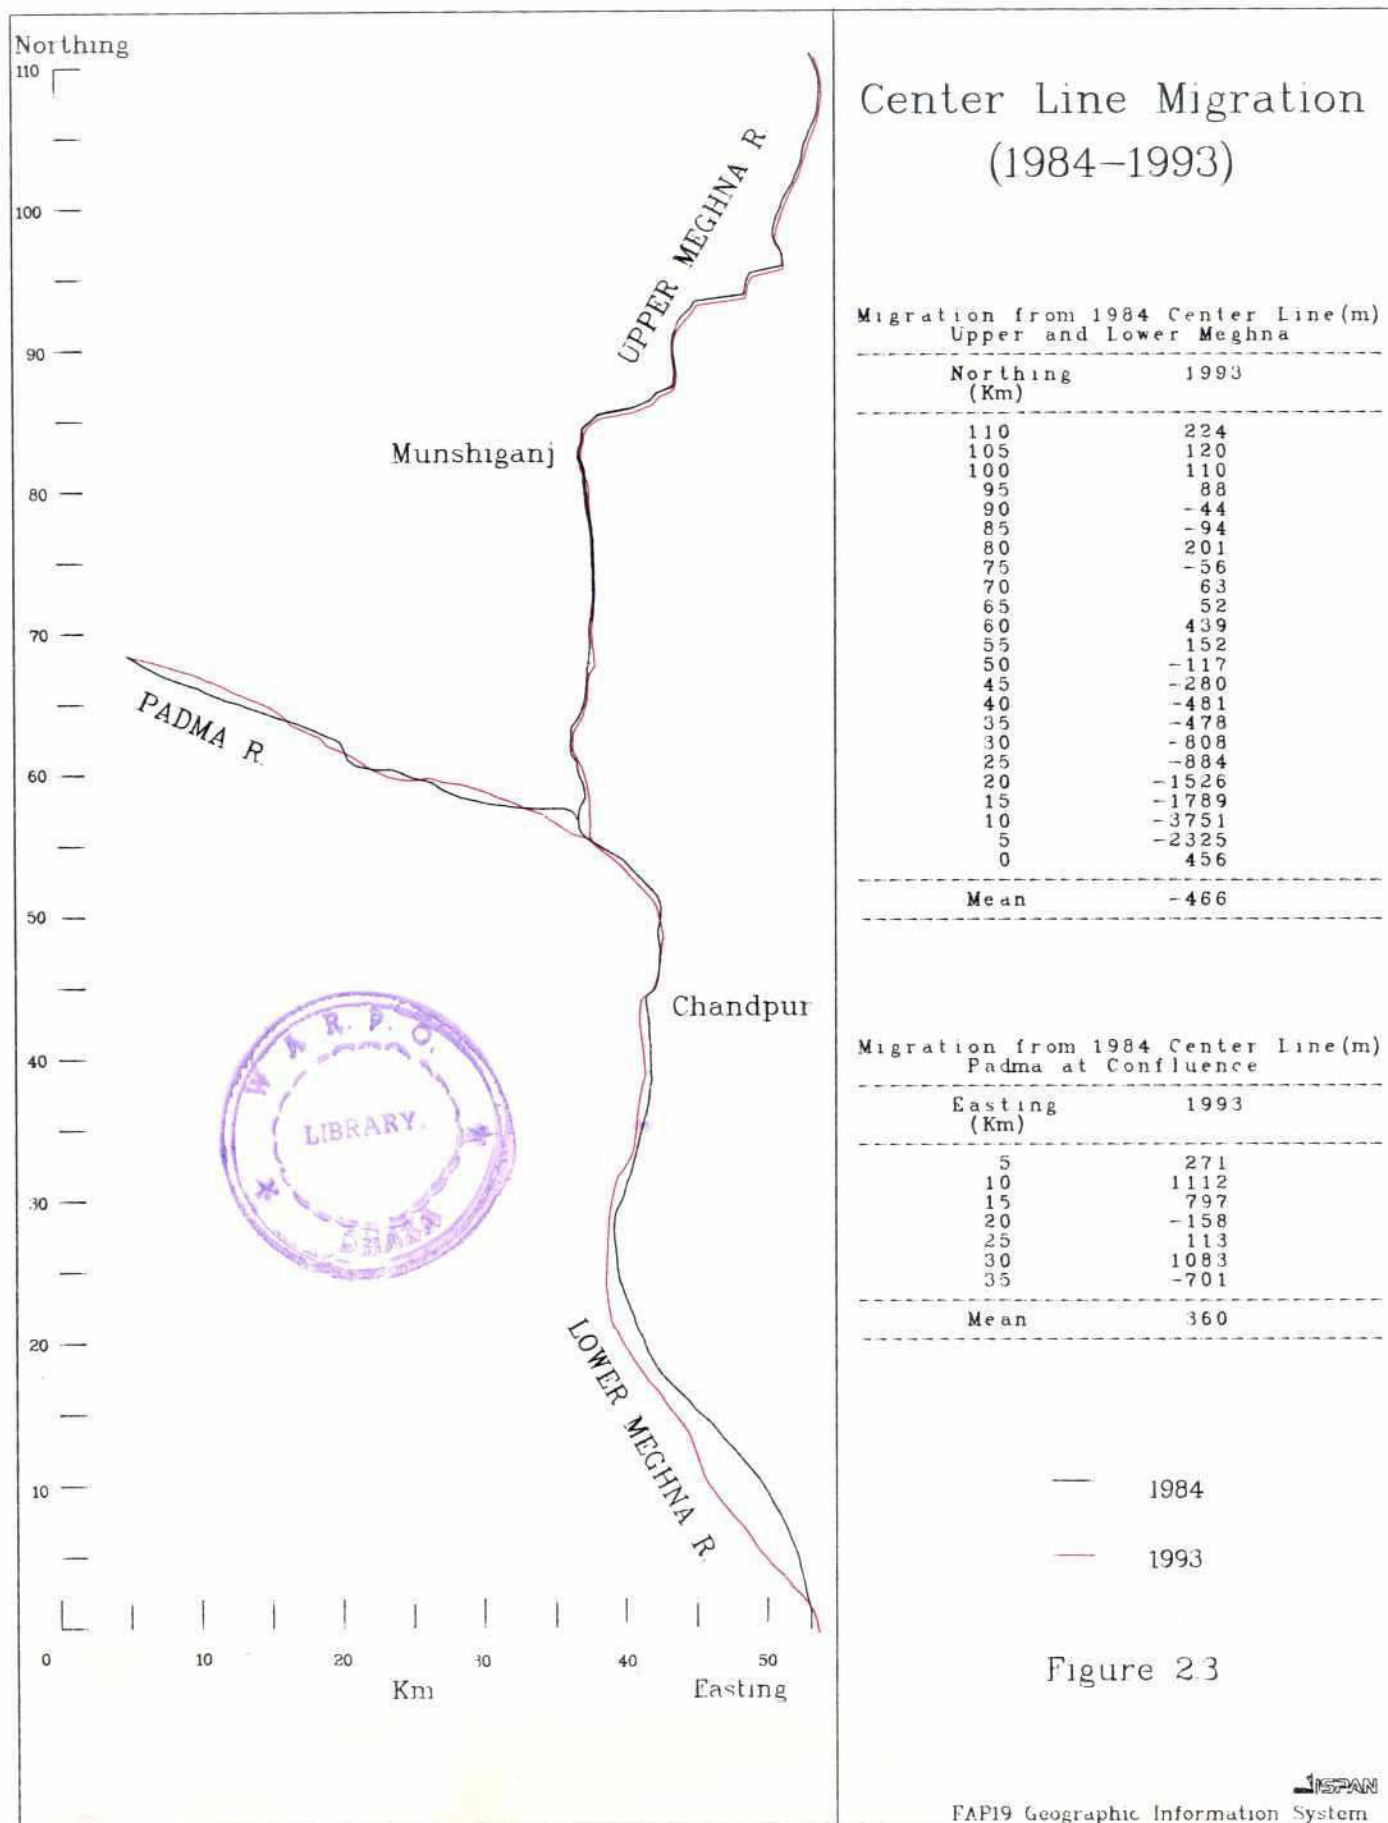 Northing
110
100
90
80
70
60
50
40
30
20
10
0
10
20
30
40
50
Km
Easting
UPPER MEGHNA R.
Munshiganj
PADMA R.
Chandpur
LOWER MEGHNA R.
W A R. P. O.
LIBRARY.
DHAKA
Center Line Migration
(1984-1993)
Migration from 1984 Center Line(m)
Upper and Lower Meghna
Northing 1993
(Km)
110 224
105 120
100 110
95 88
90 -44
85 -94
80 201
75 -56
70 63
65 52
60 439
55 152
50 -117
45 -280
40 -481
35 -478
30 -808
25 -884
20 -1526
15 -1789
10 -3751
5 -2325
0 456
Mean -466
Migration from 1984 Center Line(m)
Padma at Confluence
Easting 1993
(Km)
5 271
10 1112
15 797
20 -158
25 113
30 1083
35 -701
Mean 360
1984
1993
Figure 2.3
ISPAN
FAP19 Geographic Information System